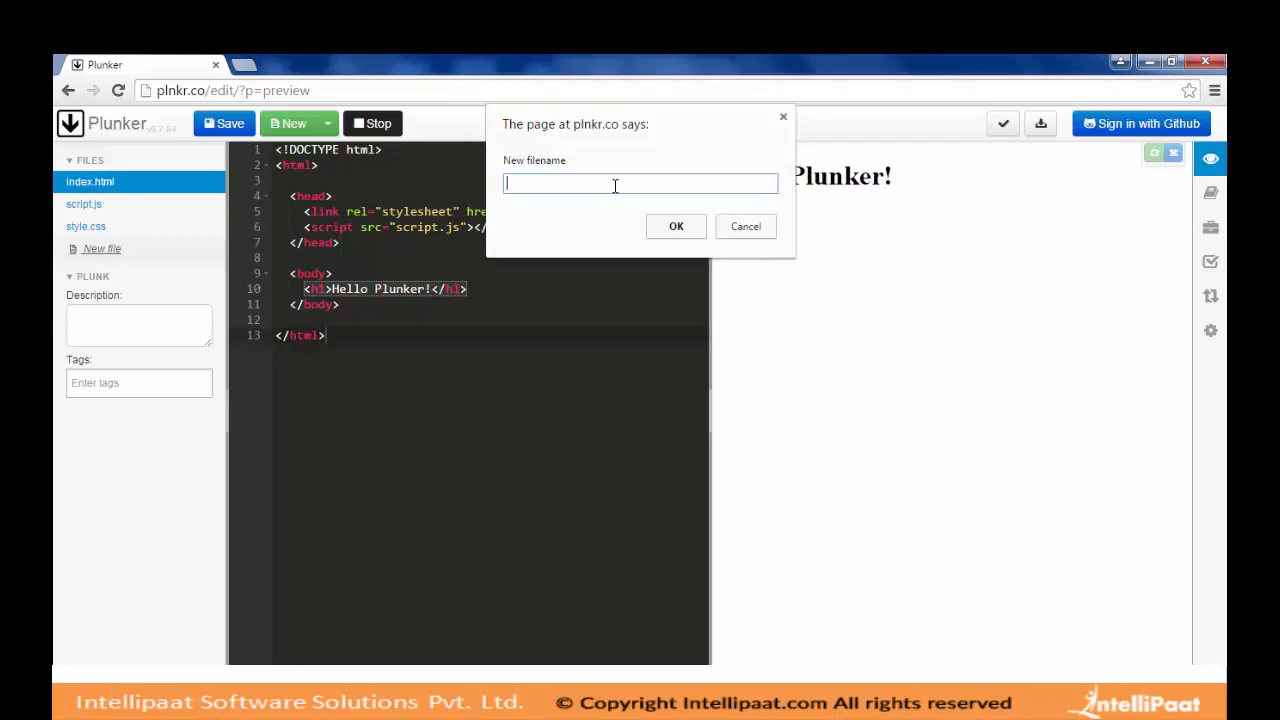 Plunker
plnkr.co/edit/?p=preview
Plunker v0.7.84
Save
New
Stop
Sign in with Github
The page at plnkr.co says:
New filename
OK
Cancel
FILES
index.html
script.js
style.css
New file
PLUNK
Description:
Tags:
Enter tags
1 <!DOCTYPE html>
2 <html>
3
4 <head>
5 <link rel="stylesheet"
6 <script src="script.js"></
7 </head>
8
9 <body>
10 <h1>Hello Plunker!</h1>
11 </body>
12
13 </html>
Plunker!
Intellipaat Software Solutions Pvt. Ltd.
© Copyright Intellipaat.com All rights reserved
IntelliPaat